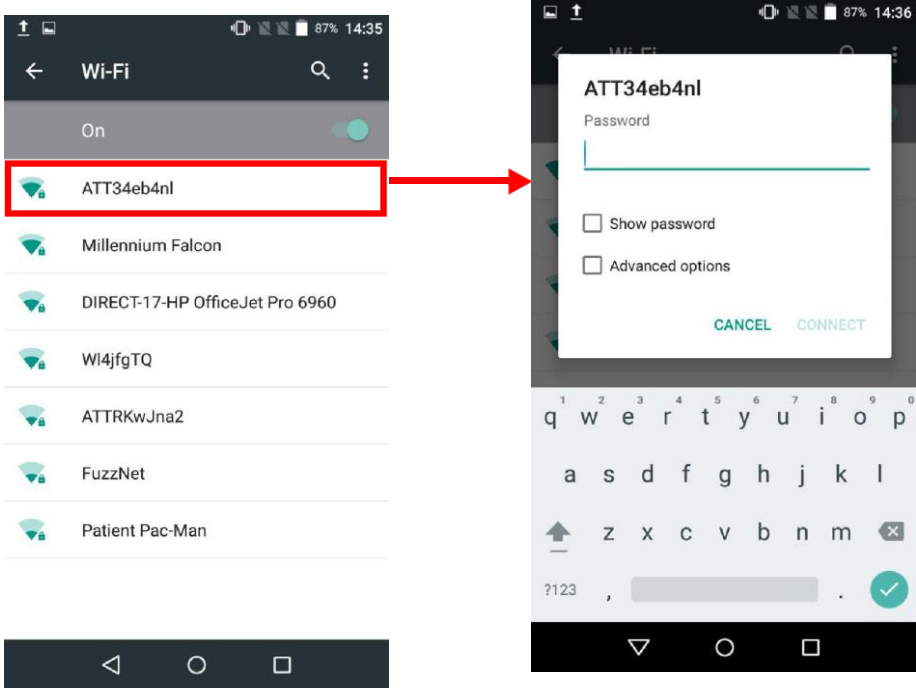 87% 14:35
Wi-Fi
On
ATT34eb4nl
Millennium Falcon
DIRECT-17-HP OfficeJet Pro 6960
Wl4jfgTQ
ATTRKwJna2
FuzzNet
Patient Pac-Man
87% 14:36
Wi-Fi
ATT34eb4nl
Password
Show password
Advanced options
CANCEL CONNECT
1 2 3 4 5 6 7 8 9 0
q w e r t y u i o p
a s d f g h j k l
z x c v b n m
?123 , .